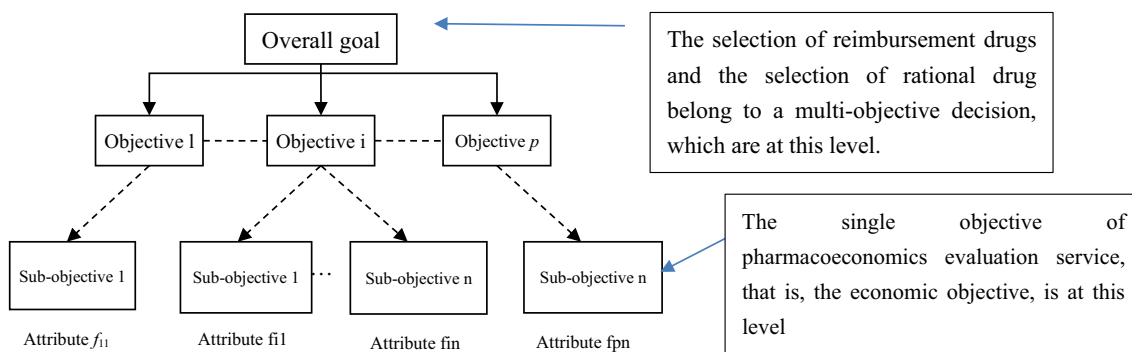 Overall goal
The selection of reimbursement drugs
and the selection of rational drug
belong to a multi-objective decision,
which are at this level.
Objective l
Objective i
Objective p
The single objective of
pharmacoeconomics evaluation service,
that is, the economic objective, is at this
level
Sub-objective 1
Sub-objective 1
...
Sub-objective n
Sub-objective n
Attribute f11
Attribute fi1
Attribute fin
Attribute fpn